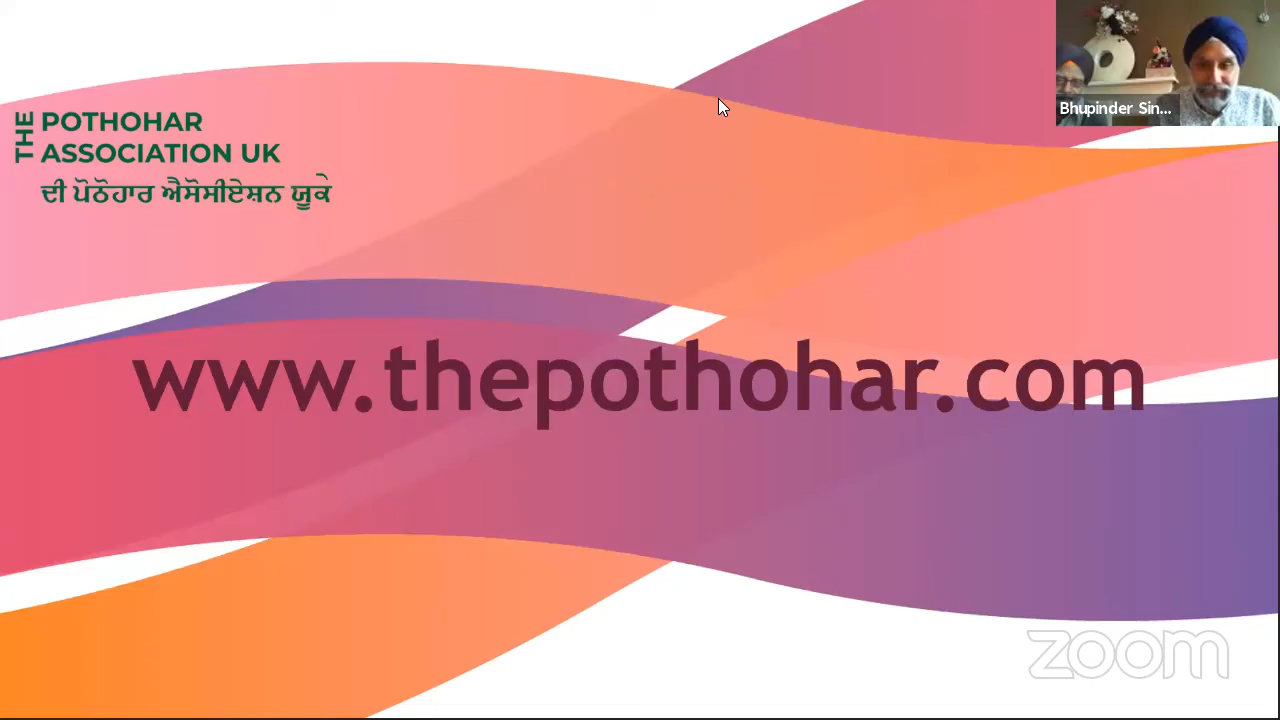 THE
POTHOHAR
ASSOCIATION UK
ਦੀ ਪੋਠੋਹਾਰ ਐਸੋਸੀਏਸ਼ਨ ਯੂਕੇ
Bhupinder Sin...
www.thepothohar.com
zoom